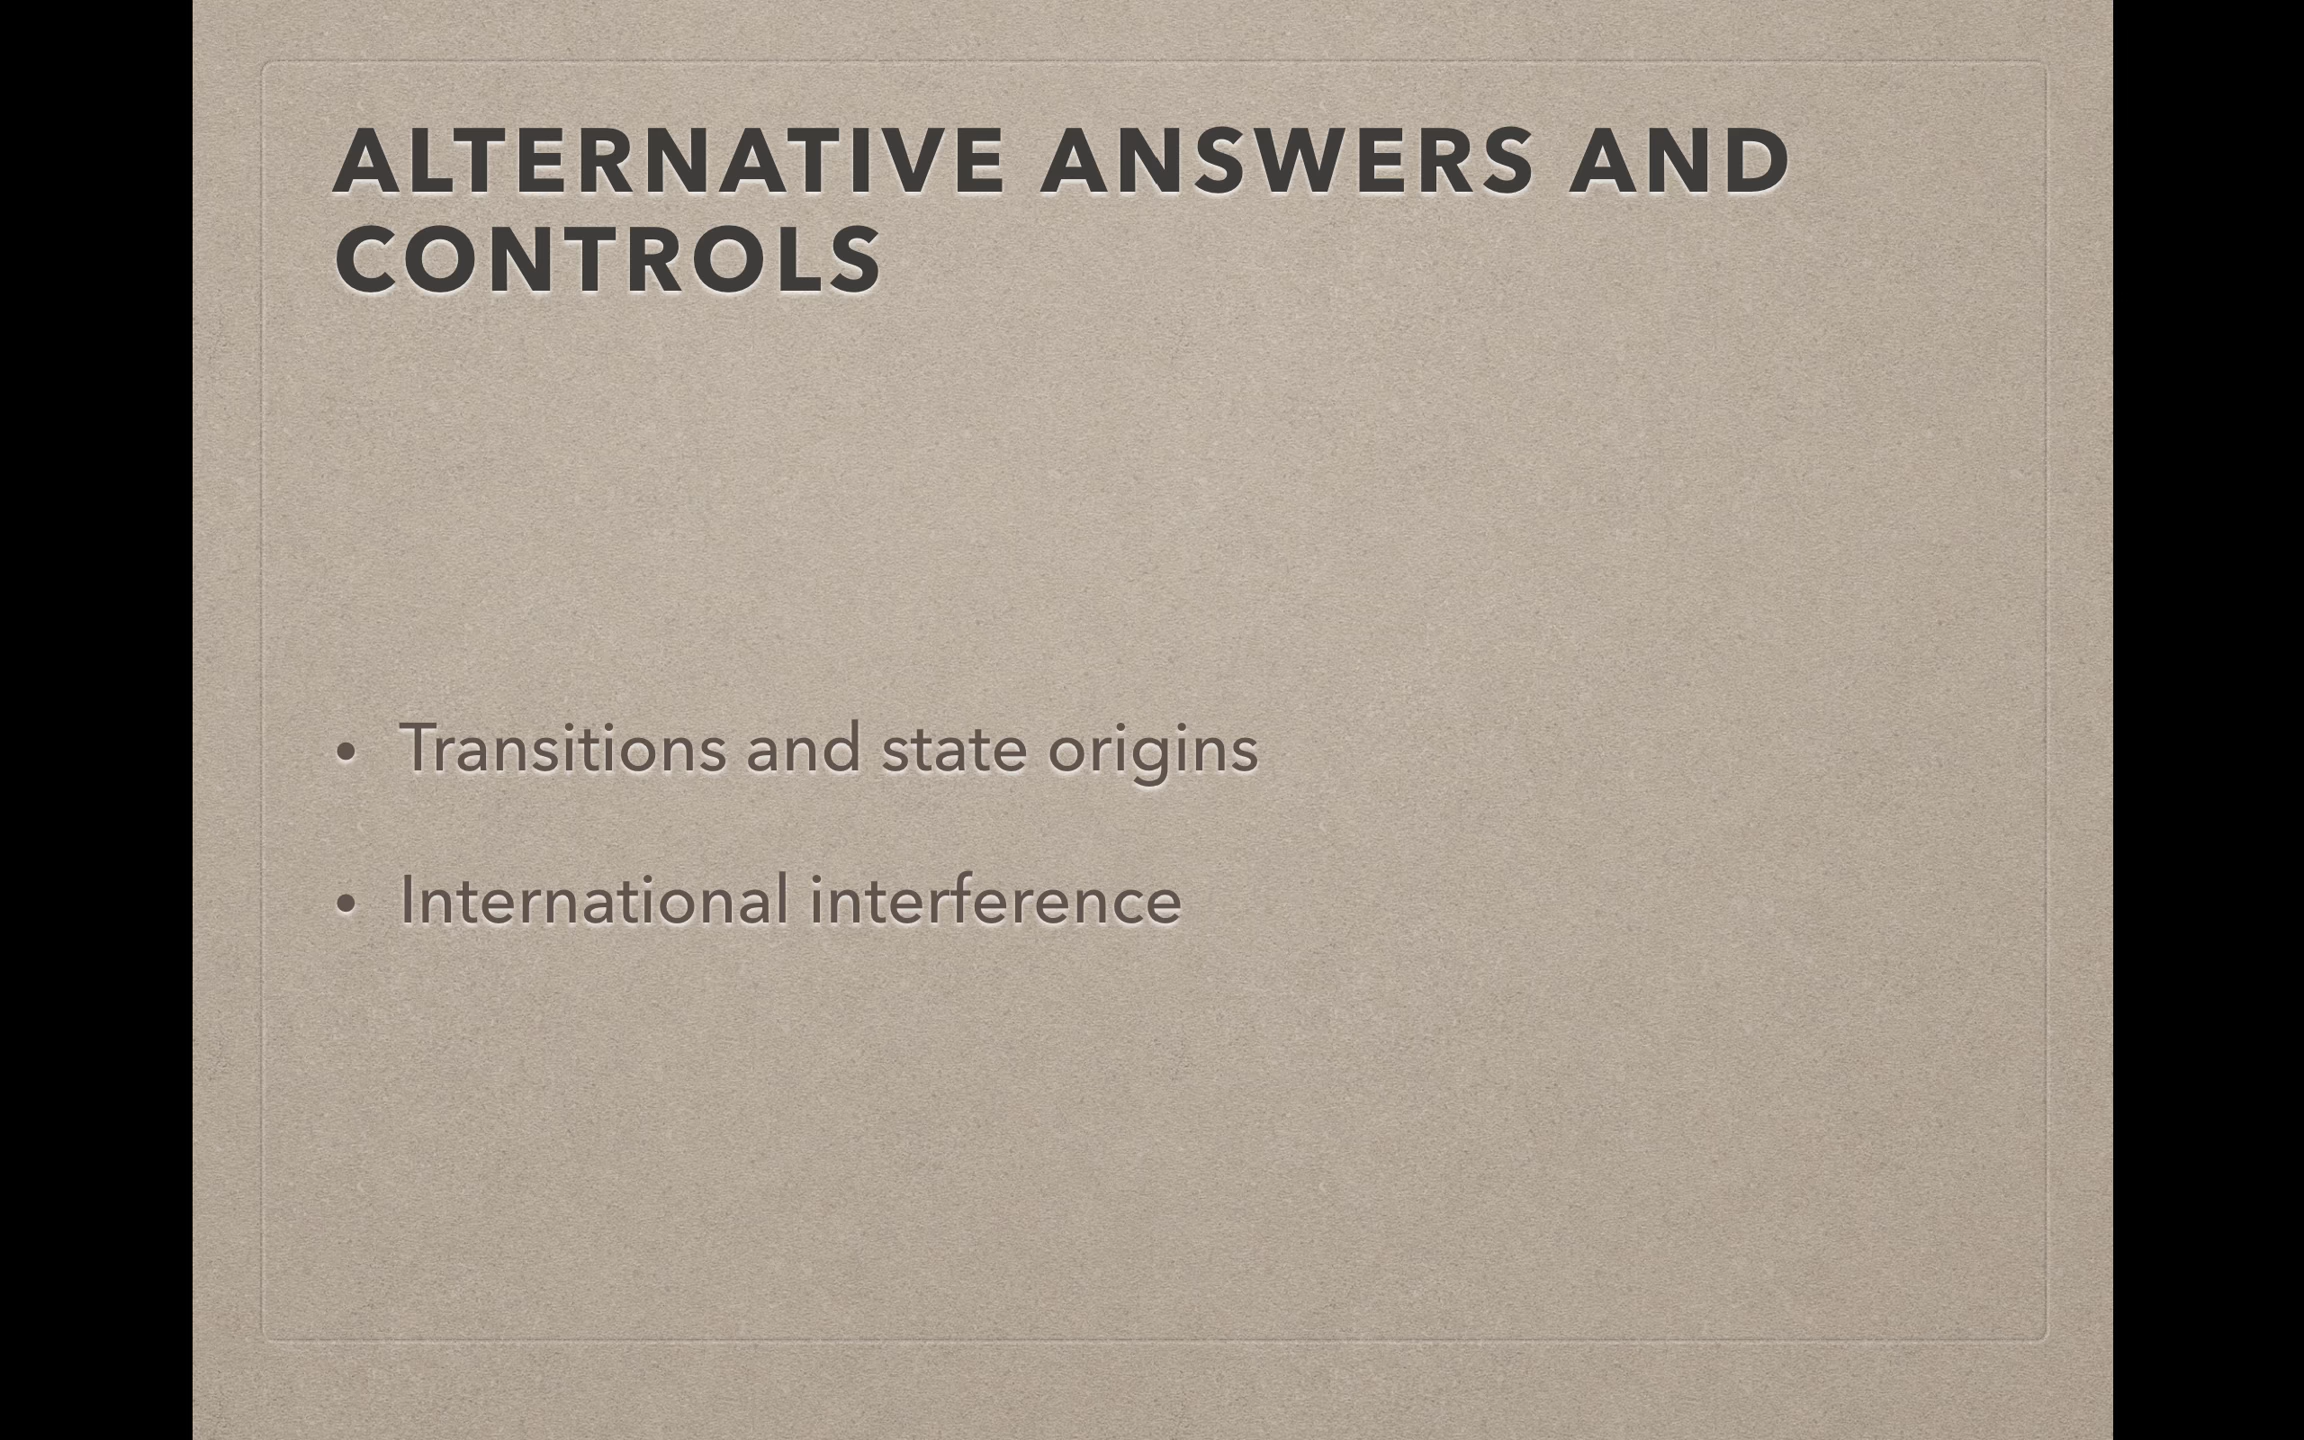 ALTERNATIVE ANSWERS AND
CONTROLS
• Transitions and state origins
• International interference